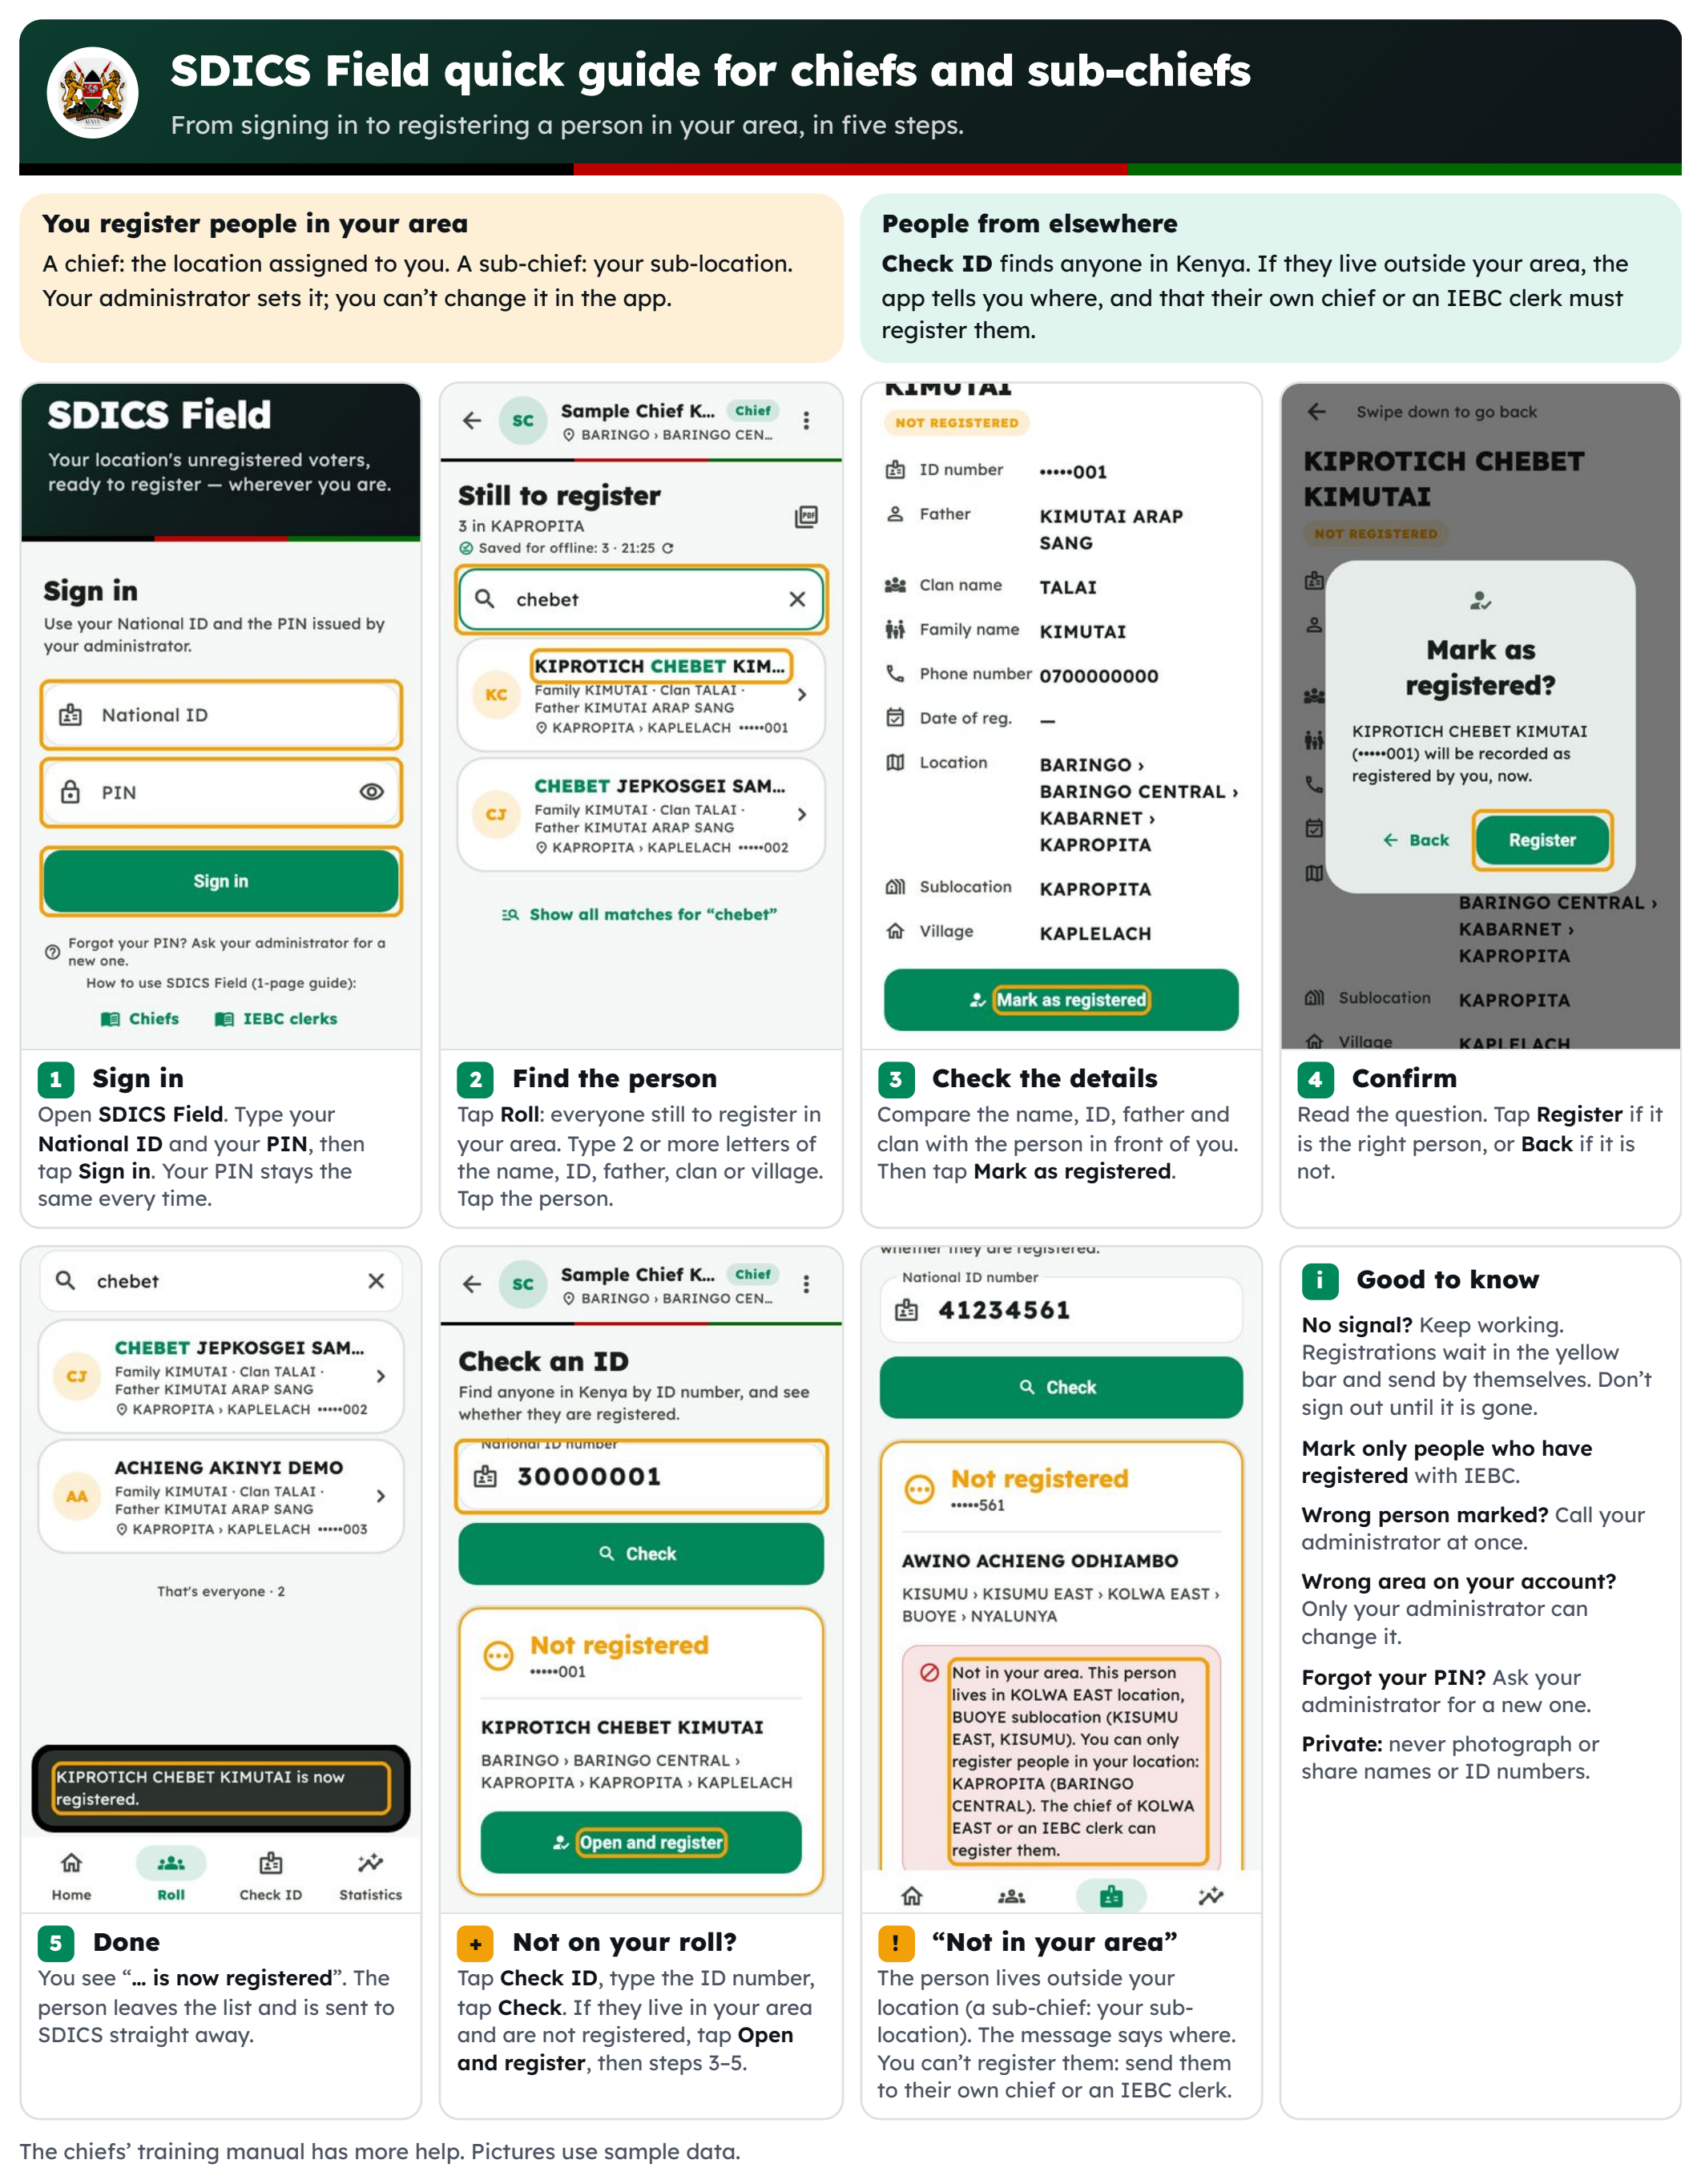 SDICS Field quick guide for chiefs and sub-chiefs
From signing in to registering a person in your area, in five steps.
You register people in your area
A chief: the location assigned to you. A sub-chief: your sub-location.
Your administrator sets it; you can’t change it in the app.
People from elsewhere
Check ID finds anyone in Kenya. If they live outside your area, the
app tells you where, and that their own chief or an IEBC clerk must
register them.
SDICS Field
Your location's unregistered voters,
ready to register — wherever you are.
Sign in
Use your National ID and the PIN issued by
your administrator.
National ID
PIN
Sign in
Forgot your PIN? Ask your administrator for a
new one.
How to use SDICS Field (1-page guide):
Chiefs
IEBC clerks
1 Sign in
Open SDICS Field. Type your
National ID and your PIN, then
tap Sign in. Your PIN stays the
same every time.
SC Sample Chief K... Chief
BARINGO › BARINGO CEN...
Still to register
3 in KAPROPITA
Saved for offline: 3 · 21:25
chebet
KC KIPROTICH CHEBET KIM...
Family KIMUTAI · Clan TALAI ·
Father KIMUTAI ARAP SANG
KAPROPITA › KAPLELACH •••••001
CJ CHEBET JEPKOSGEI SAM...
Family KIMUTAI · Clan TALAI ·
Father KIMUTAI ARAP SANG
KAPROPITA › KAPLELACH •••••002
Show all matches for “chebet”
2 Find the person
Tap Roll: everyone still to register in
your area. Type 2 or more letters of
the name, ID, father, clan or village.
Tap the person.
KIMUTAI
NOT REGISTERED
ID number •••••001
Father KIMUTAI ARAP
SANG
Clan name TALAI
Family name KIMUTAI
Phone number 0700000000
Date of reg. —
Location BARINGO ›
BARINGO CENTRAL ›
KABARNET ›
KAPROPITA
Sublocation KAPROPITA
Village KAPLELACH
Mark as registered
3 Check the details
Compare the name, ID, father and
clan with the person in front of you.
Then tap Mark as registered.
Swipe down to go back
KIPROTICH CHEBET
KIMUTAI
NOT REGISTERED
Mark as
registered?
KIPROTICH CHEBET KIMUTAI
(•••••001) will be recorded as
registered by you, now.
Back
Register
BARINGO CENTRAL ›
KABARNET ›
KAPROPITA
Sublocation KAPROPITA
Village KAPLELACH
4 Confirm
Read the question. Tap Register if it
is the right person, or Back if it is
not.
chebet
CJ CHEBET JEPKOSGEI SAM...
Family KIMUTAI · Clan TALAI ·
Father KIMUTAI ARAP SANG
KAPROPITA › KAPLELACH •••••002
AA ACHIENG AKINYI DEMO
Family KIMUTAI · Clan TALAI ·
Father KIMUTAI ARAP SANG
KAPROPITA › KAPLELACH •••••003
That's everyone · 2
KIPROTICH CHEBET KIMUTAI is now
registered.
Home Roll Check ID Statistics
5 Done
You see “... is now registered”. The
person leaves the list and is sent to
SDICS straight away.
SC Sample Chief K... Chief
BARINGO › BARINGO CEN...
Check an ID
Find anyone in Kenya by ID number, and see
whether they are registered.
National ID number
30000001
Check
Not registered
•••••001
KIPROTICH CHEBET KIMUTAI
BARINGO › BARINGO CENTRAL ›
KAPROPITA › KAPROPITA › KAPLELACH
Open and register
+ Not on your roll?
Tap Check ID, type the ID number,
tap Check. If they live in your area
and are not registered, tap Open
and register, then steps 3–5.
whether they are registered.
National ID number
41234561
Check
Not registered
•••••561
AWINO ACHIENG ODHIAMBO
KISUMU › KISUMU EAST › KOLWA EAST ›
BUOYE › NYALUNYA
Not in your area. This person
lives in KOLWA EAST location,
BUOYE sublocation (KISUMU
EAST, KISUMU). You can only
register people in your location:
KAPROPITA (BARINGO
CENTRAL). The chief of KOLWA
EAST or an IEBC clerk can
register them.
! “Not in your area”
The person lives outside your
location (a sub-chief: your sub-
location). The message says where.
You can’t register them: send them
to their own chief or an IEBC clerk.
i Good to know
No signal? Keep working.
Registrations wait in the yellow
bar and send by themselves. Don’t
sign out until it is gone.
Mark only people who have
registered with IEBC.
Wrong person marked? Call your
administrator at once.
Wrong area on your account?
Only your administrator can
change it.
Forgot your PIN? Ask your
administrator for a new one.
Private: never photograph or
share names or ID numbers.
The chiefs’ training manual has more help. Pictures use sample data.